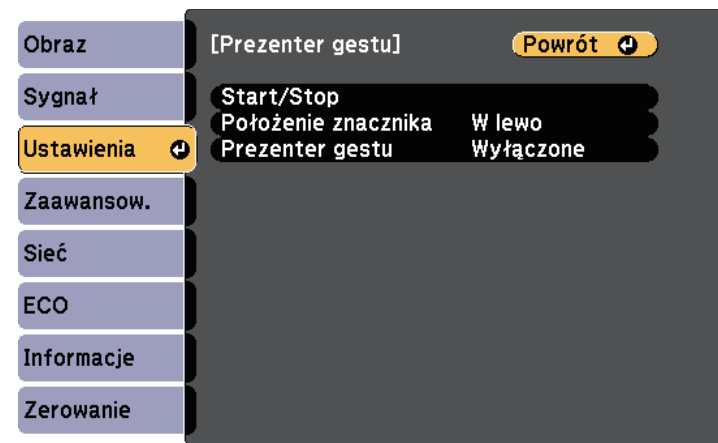 Obraz
Sygnał
Ustawienia
Zaawansow.
Sieć
ECO
Informacje
Zerowanie
[Prezenter gestu] Powrót
Start/Stop
Położenie znacznika W lewo
Prezenter gestu Wyłączone